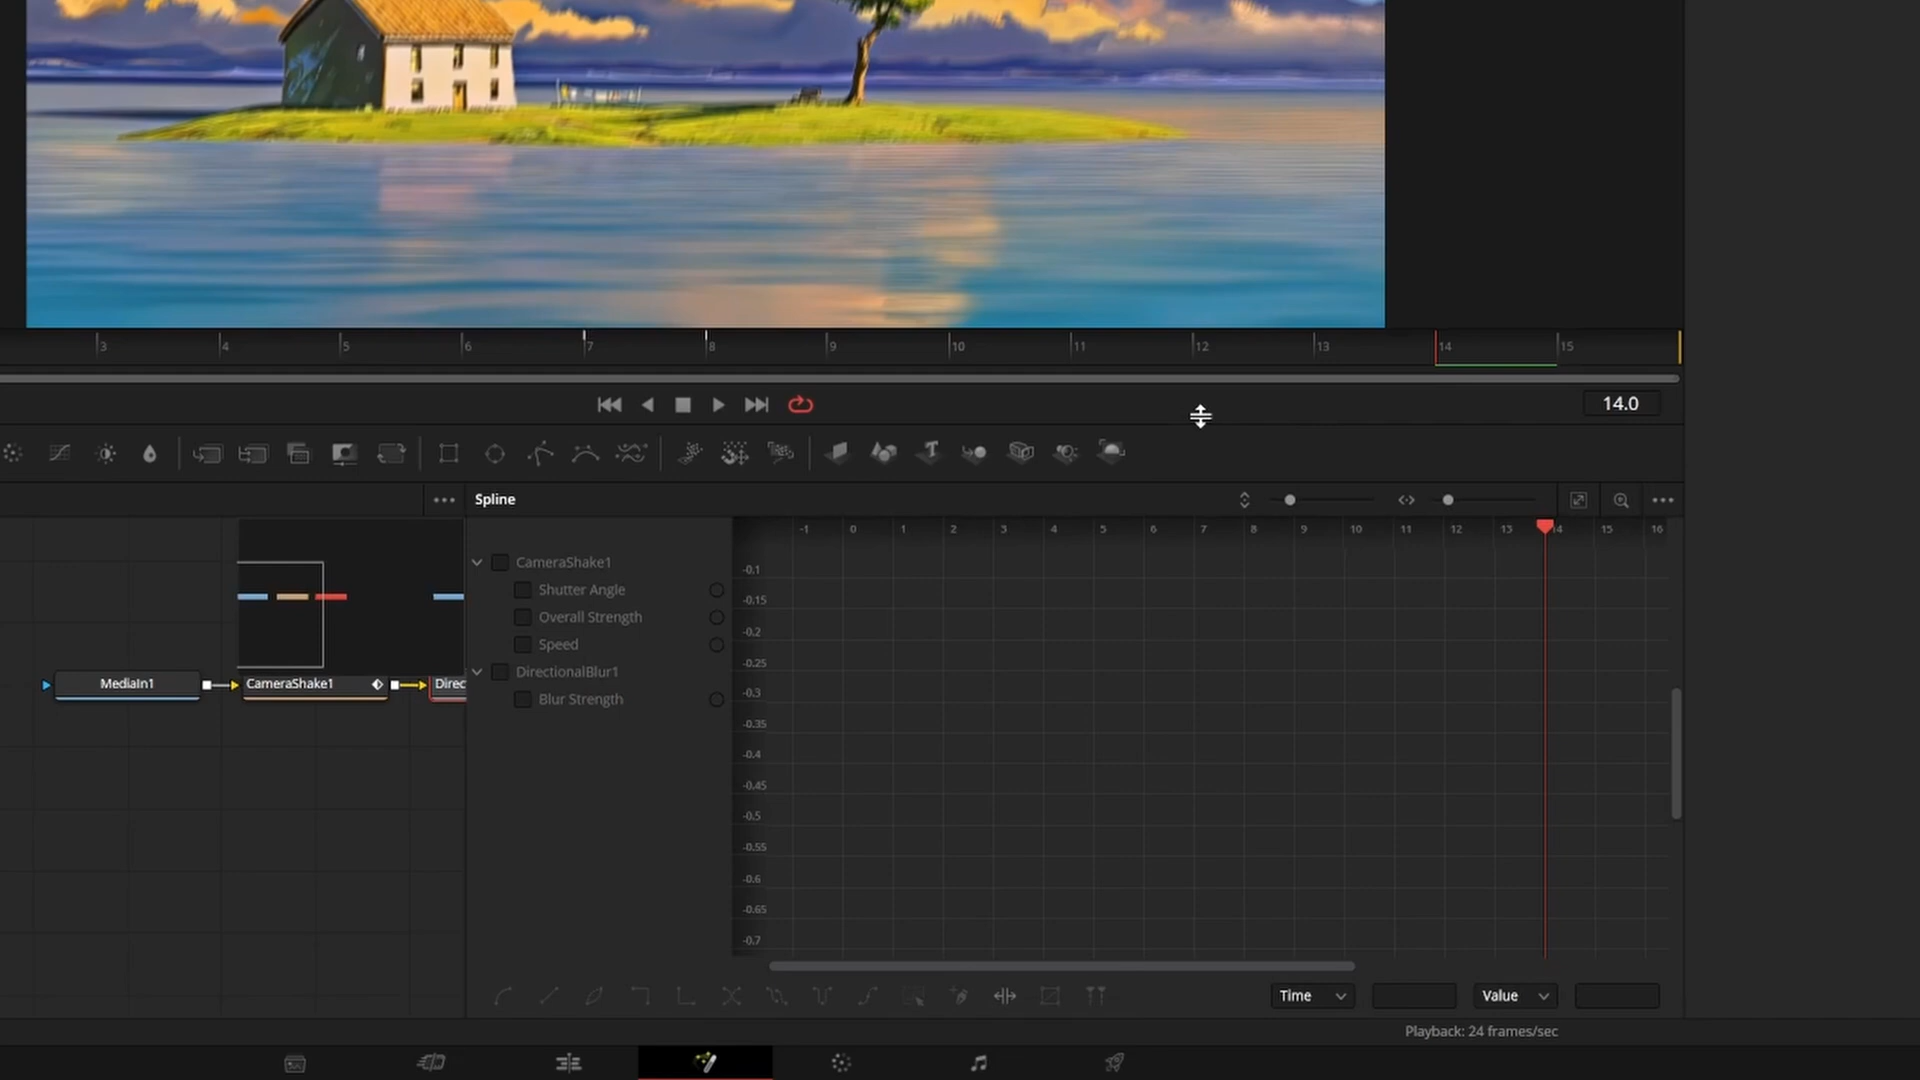 3 4 5 6 7 8 9 10 11 12 13 14 15
14.0
Spline
-1 0 1 2 3 4 5 6 7 8 9 10 11 12 13 14 15 16
CameraShake1
Shutter Angle
Overall Strength
Speed
DirectionalBlur1
Blur Strength
-0.1
-0.15
-0.2
-0.25
-0.3
-0.35
-0.4
-0.45
-0.5
-0.55
-0.6
-0.65
-0.7
MediaIn1
CameraShake1
Direc
Time
Value
Playback: 24 frames/sec